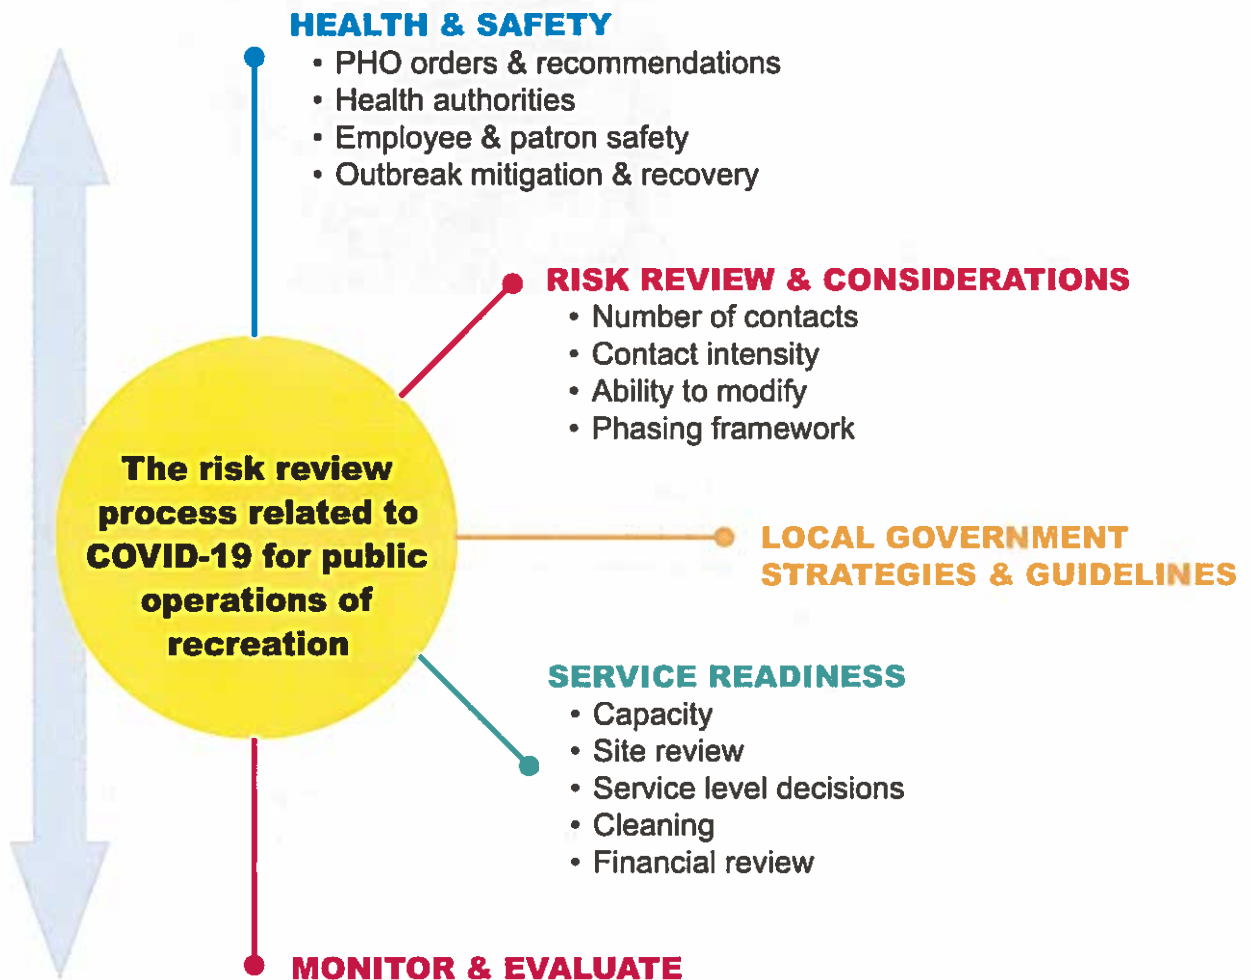 HEALTH & SAFETY
• PHO orders & recommendations
• Health authorities
• Employee & patron safety
• Outbreak mitigation & recovery
RISK REVIEW & CONSIDERATIONS
• Number of contacts
• Contact intensity
• Ability to modify
• Phasing framework
The risk review
process related to
COVID-19 for public
operations of
recreation
LOCAL GOVERNMENT
STRATEGIES & GUIDELINES
SERVICE READINESS
• Capacity
• Site review
• Service level decisions
• Cleaning
• Financial review
MONITOR & EVALUATE